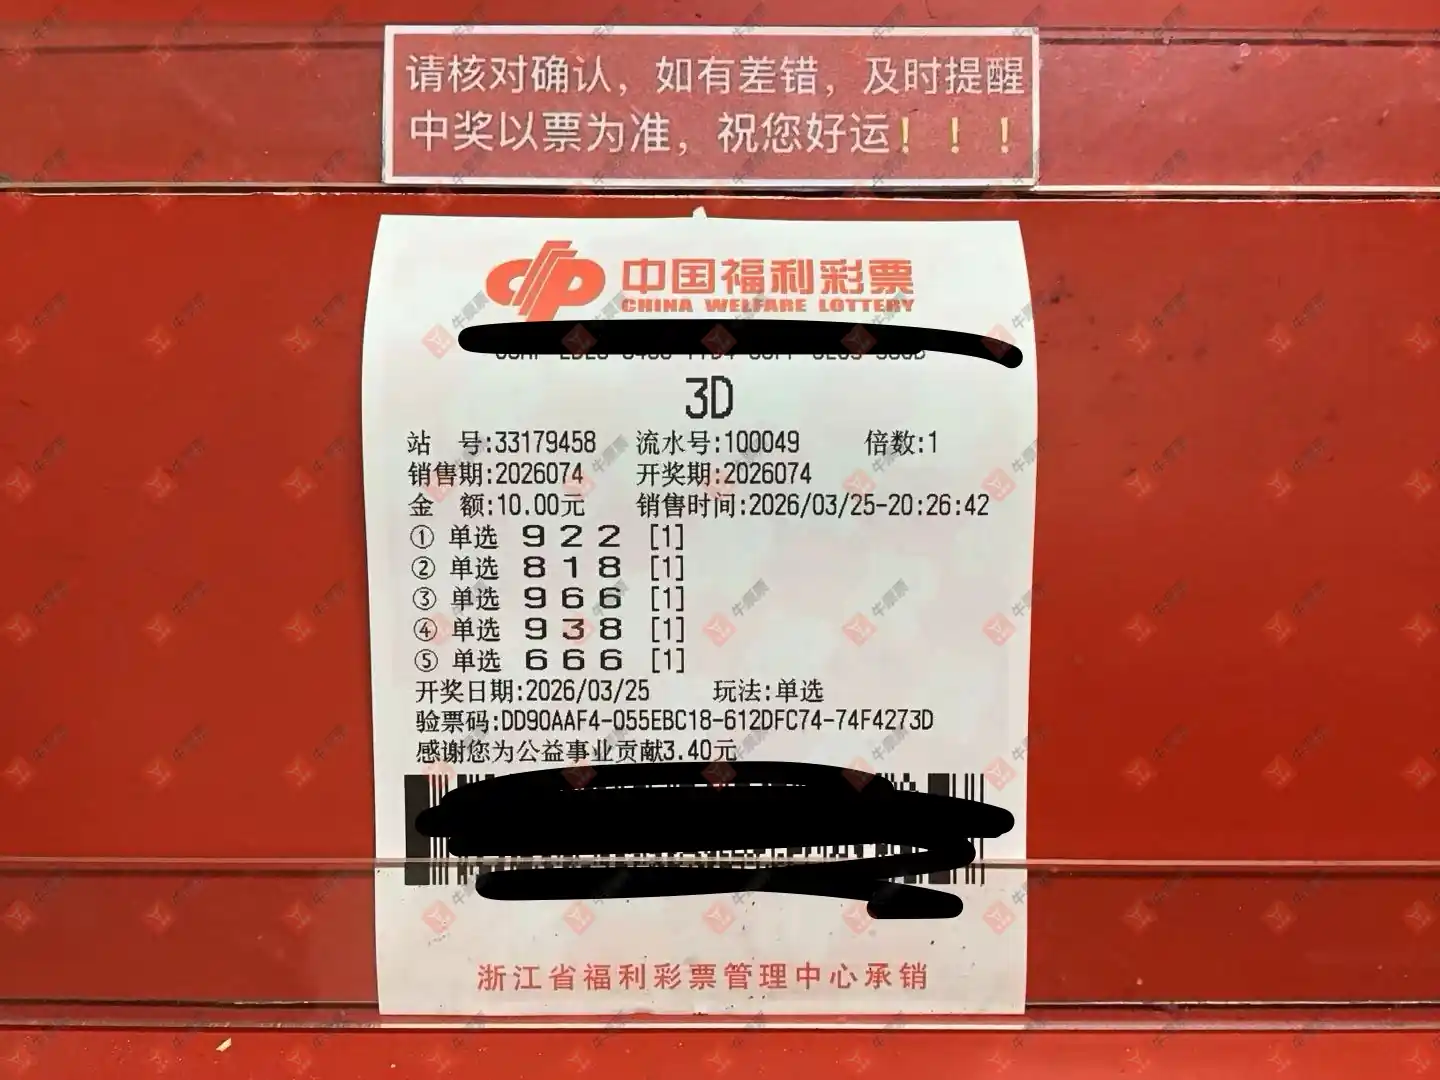 请核对确认，如有差错，及时提醒
中奖以票为准，祝您好运！！！
中国福利彩票
CHINA WELFARE LOTTERY
3D
站 号:33179458 流水号:100049 倍数:1
销售期:2026074 开奖期:2026074
金 额:10.00元 销售时间:2026/03/25-20:26:42
① 单选 9 2 2 [1]
② 单选 8 1 8 [1]
③ 单选 9 6 6 [1]
④ 单选 9 3 8 [1]
⑤ 单选 6 6 6 [1]
开奖日期:2026/03/25 玩法:单选
验票码:DD90AAF4-055EBC18-612DFC74-74F4273D
感谢您为公益事业贡献3.40元
浙江省福利彩票管理中心承销
牛票票